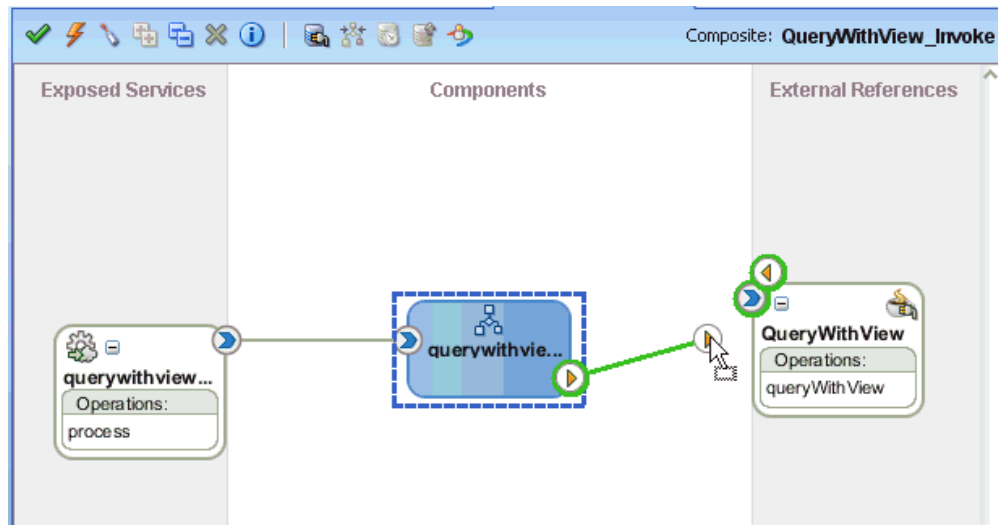 Composite: QueryWithView_Invoke
Exposed Services
Components
External References
querywithview...
Operations:
process
querywithvie...
QueryWithView
Operations:
queryWithView